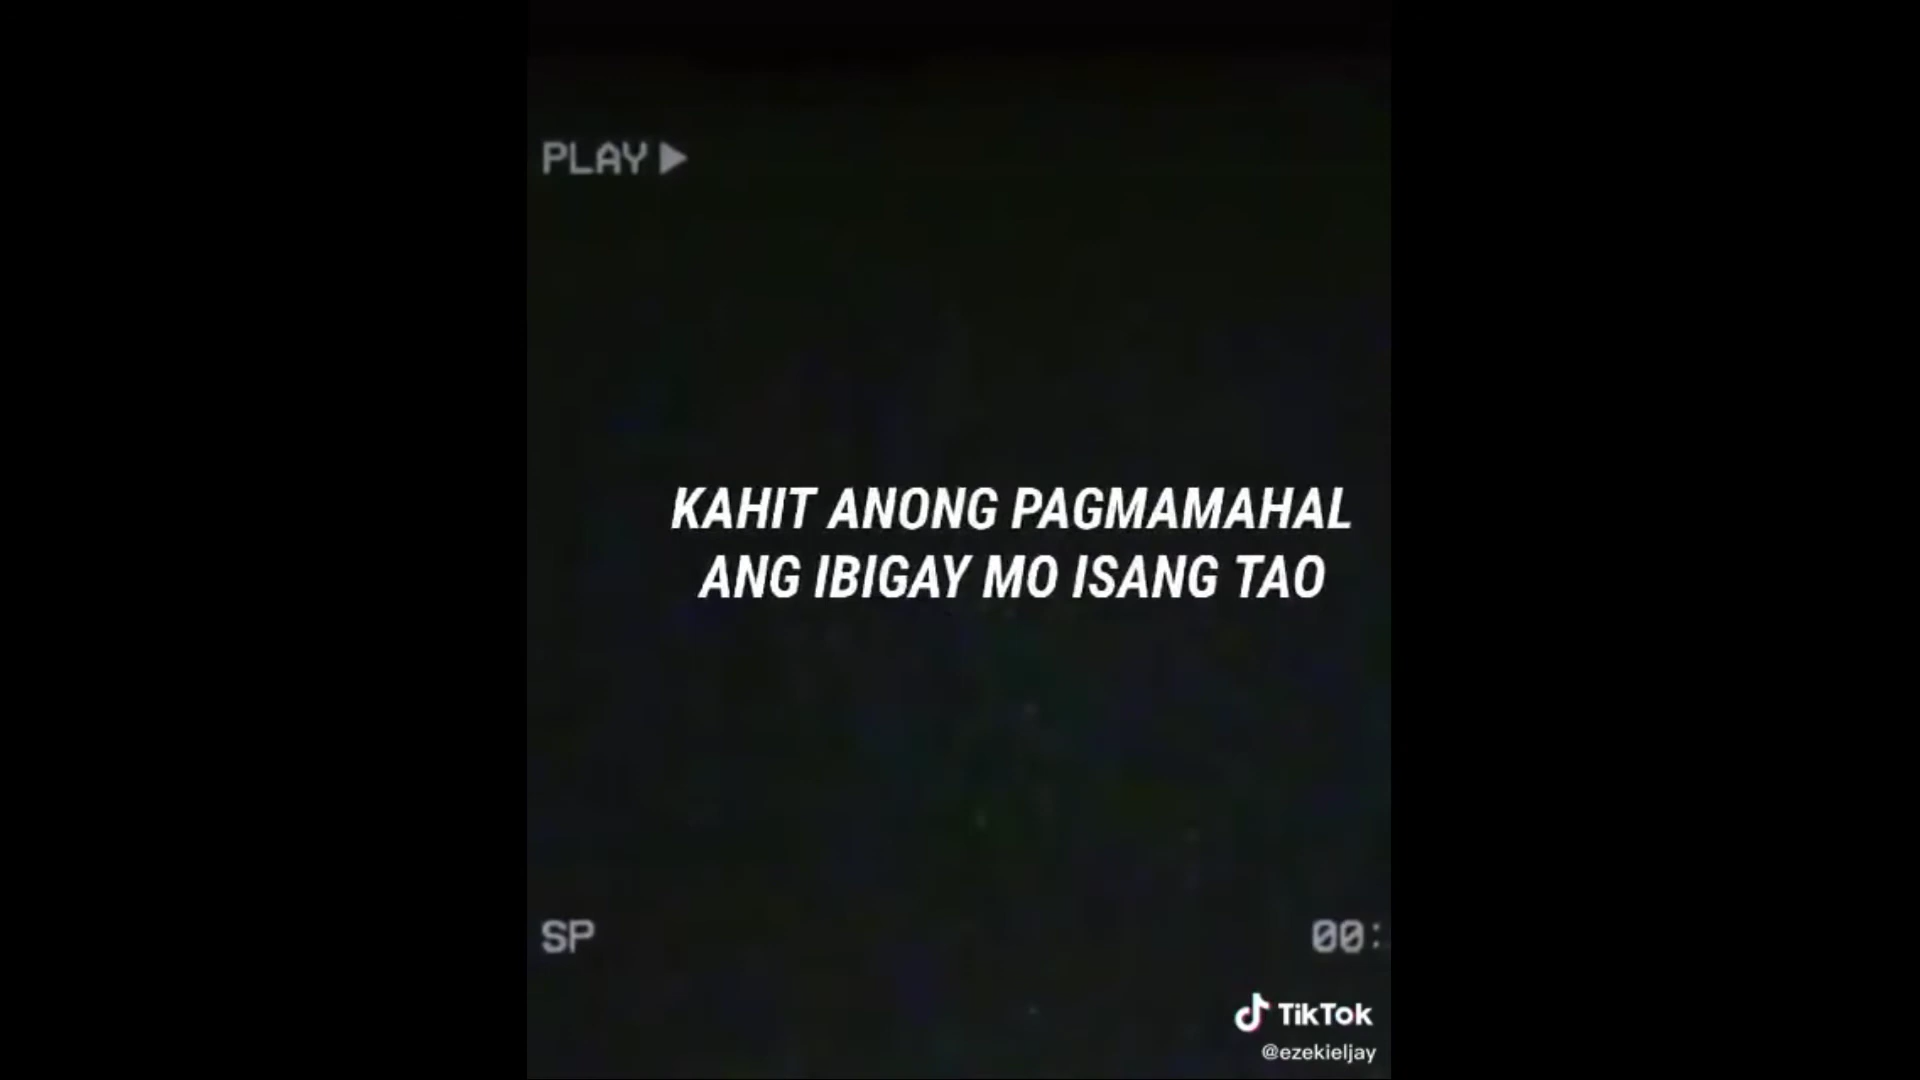 PLAY
KAHIT ANONG PAGMAMAHAL
ANG IBIGAY MO ISANG TAO
SP
00:
TikTok
@ezekieljay